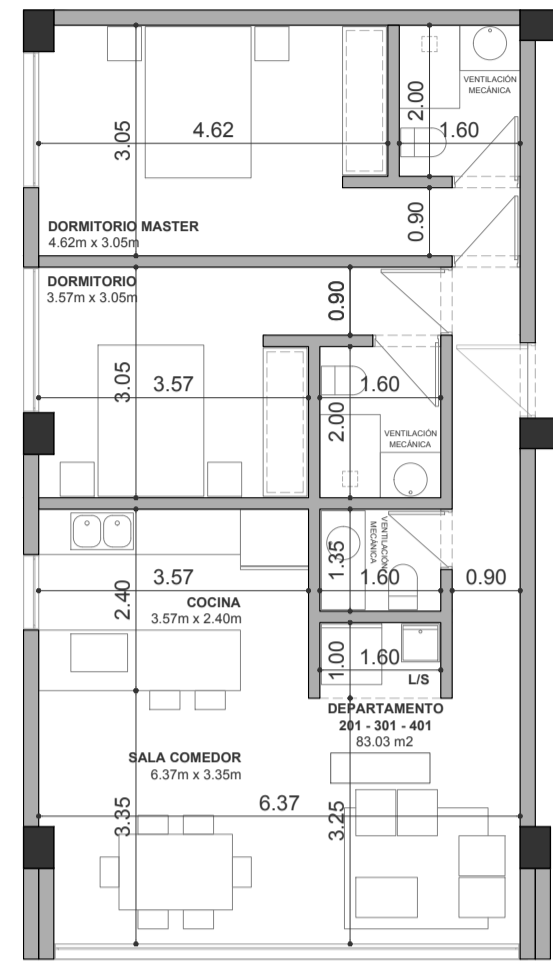 VENTILACIÓN
MECÁNICA
2.00
3.05
4.62
1.60
0.90
DORMITORIO MASTER
4.62m x 3.05m
DORMITORIO
3.57m x 3.05m
0.90
3.05
3.57
1.60
2.00
VENTILACIÓN
MECÁNICA
VENTILACIÓN
MECÁNICA
1.35
3.57
1.60
0.90
2.40
COCINA
3.57m x 2.40m
1.00
1.60
L/S
DEPARTAMENTO
201 - 301 - 401
83.03 m2
SALA COMEDOR
6.37m x 3.35m
6.37
3.35
3.25